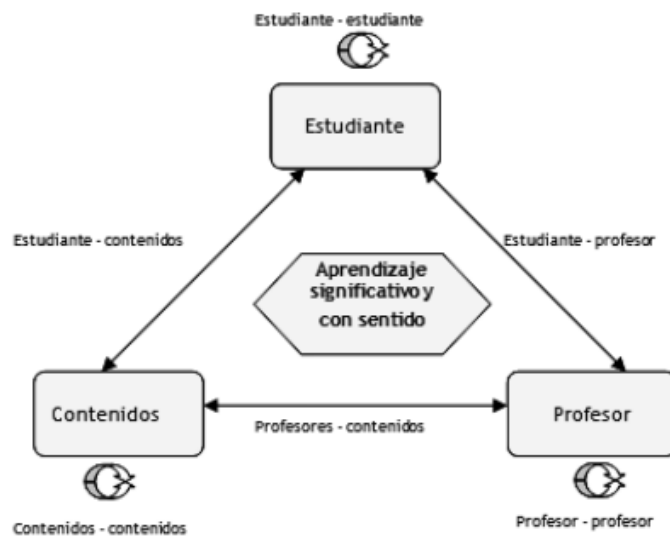 Estudiante - estudiante
Estudiante
Estudiante - contenidos
Estudiante - profesor
Aprendizaje
significativo y
con sentido
Contenidos
Profesor
Profesores - contenidos
Contenidos - contenidos
Profesor - profesor